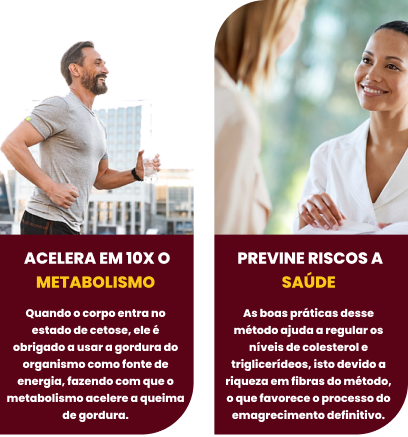 ACELERA EM 10X O
METABOLISMO
Quando o corpo entra no
estado de cetose, ele é
obrigado a usar a gordura do
organismo como fonte de
energia, fazendo com que o
metabolismo acelere a queima
de gordura.
PREVINE RISCOS A
SAÚDE
As boas práticas desse
método ajuda a regular os
níveis de colesterol e
triglicerídeos, isto devido a
riqueza em fibras do método,
o que favorece o processo do
emagrecimento definitivo.